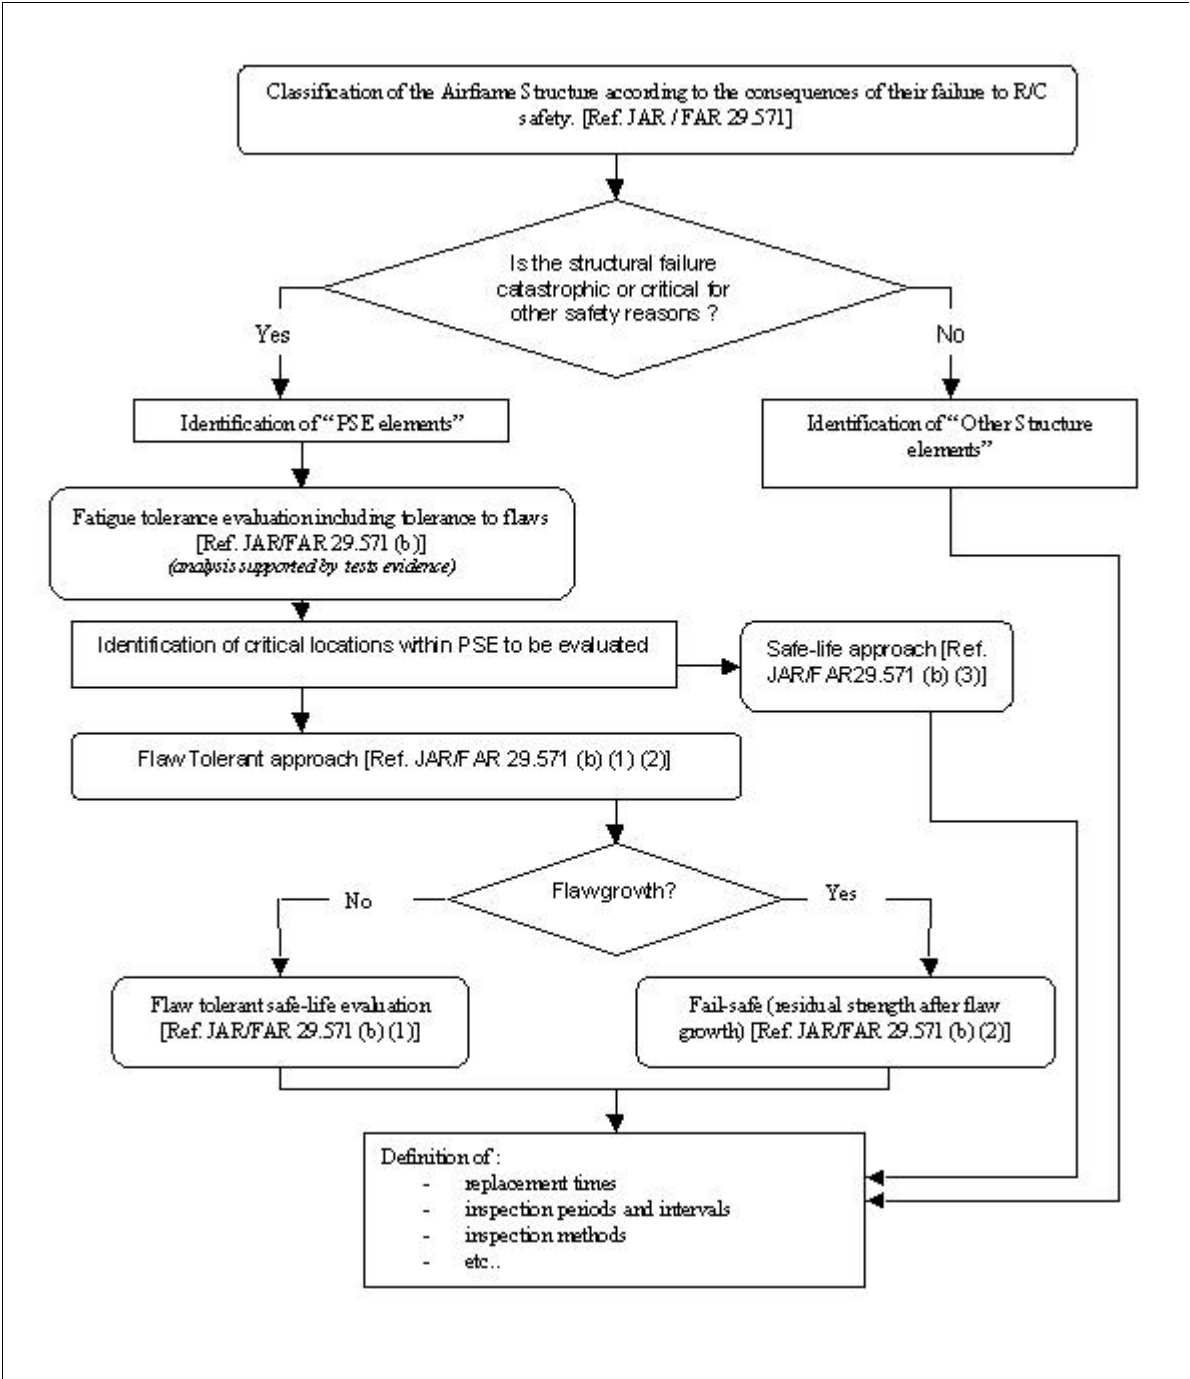 Classification of the Airframe Structure according to the consequences of their failure to R/C
safety. [Ref. JAR / FAR 29.571]
Is the structural failure
catastrophic or critical for
other safety reasons ?
Yes
No
Identification of “PSE elements”
Identification of “Other Structure
elements”
Fatigue tolerance evaluation including tolerance to flaws
[Ref. JAR/FAR 29.571 (b)]
(analysis supported by tests evidence)
Identification of critical locations within PSE to be evaluated
Safe-life approach [Ref.
JAR/FAR29.571 (b) (3)]
Flaw Tolerant approach [Ref. JAR/FAR 29.571 (b) (1) (2)]
Flaw growth?
No
Yes
Flaw tolerant safe-life evaluation
[Ref. JAR/FAR 29.571 (b) (1)]
Fail-safe (residual strength after flaw
growth) [Ref. JAR/FAR 29.571 (b) (2)]
Definition of :
- replacement times
- inspection periods and intervals
- inspection methods
- etc..